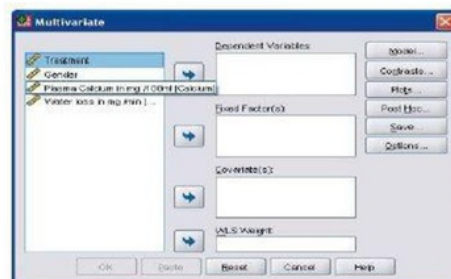 Multivariate
Treatment
Gender
Plasma Calcium in mg /100ml [Calcium]
Water loss in mg /min [...
Dependent Variables:
Fixed Factor(s):
Covariate(s):
WLS Weight:
Model...
Contrasts...
Plots...
Post Hoc...
Save...
Options...
OK
Paste
Reset
Cancel
Help